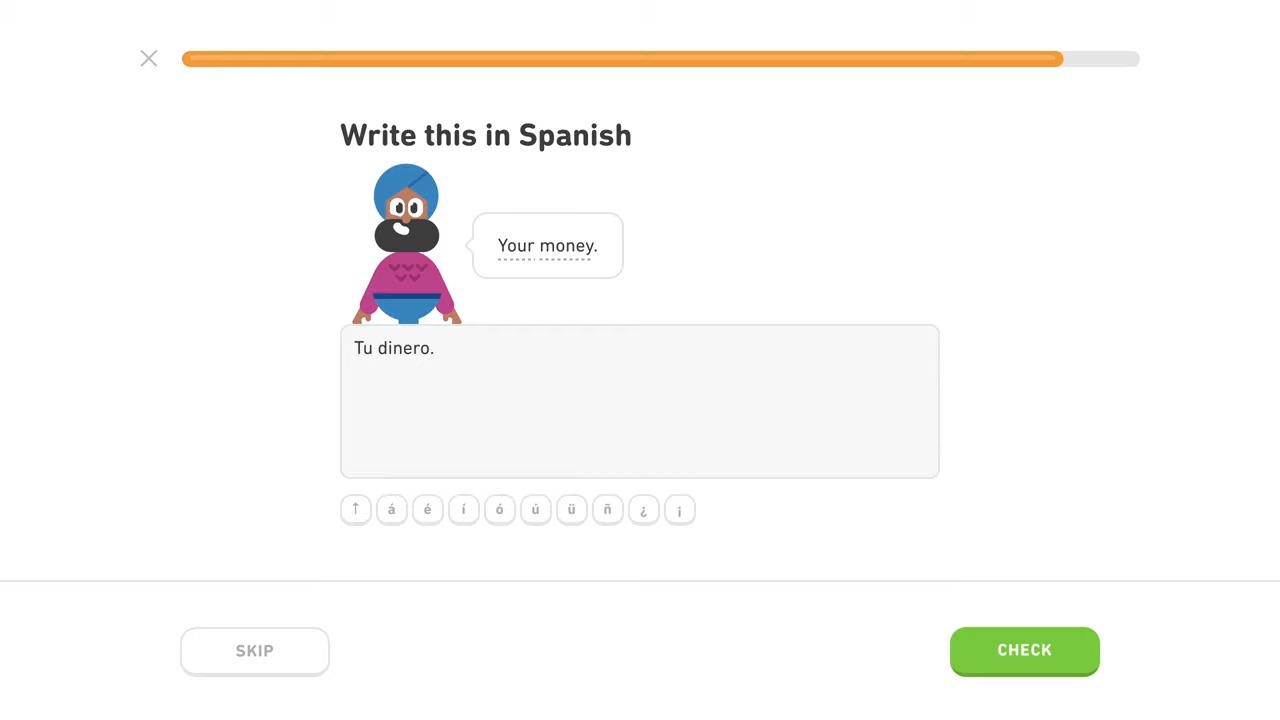 Write this in Spanish
Your money.
Tu dinero.
↑ á é í ó ú ü ñ ¿ ¡
SKIP
CHECK